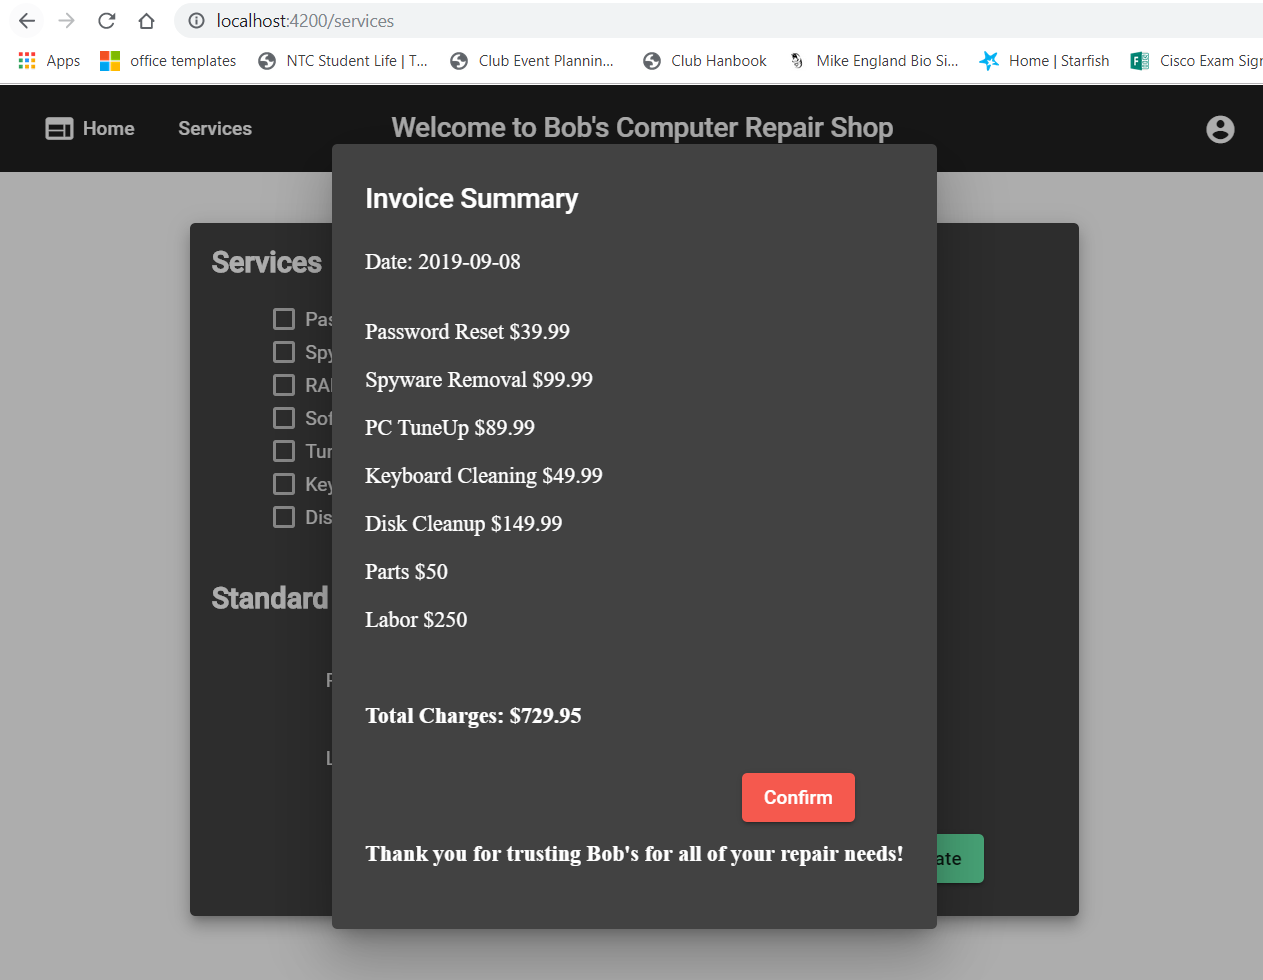 localhost:4200/services
Apps office templates NTC Student Life | T... Club Event Plannin... Club Hanbook Mike England Bio Si... Home | Starfish Cisco Exam Sig
Home Services Welcome to Bob's Computer Repair Shop
Invoice Summary
Date: 2019-09-08
Password Reset $39.99
Spyware Removal $99.99
PC TuneUp $89.99
Keyboard Cleaning $49.99
Disk Cleanup $149.99
Parts $50
Labor $250
Total Charges: $729.95
Confirm
Thank you for trusting Bob's for all of your repair needs!
Services
Pas
Spy
RA
Sof
Tur
Key
Dis
Standard
ate